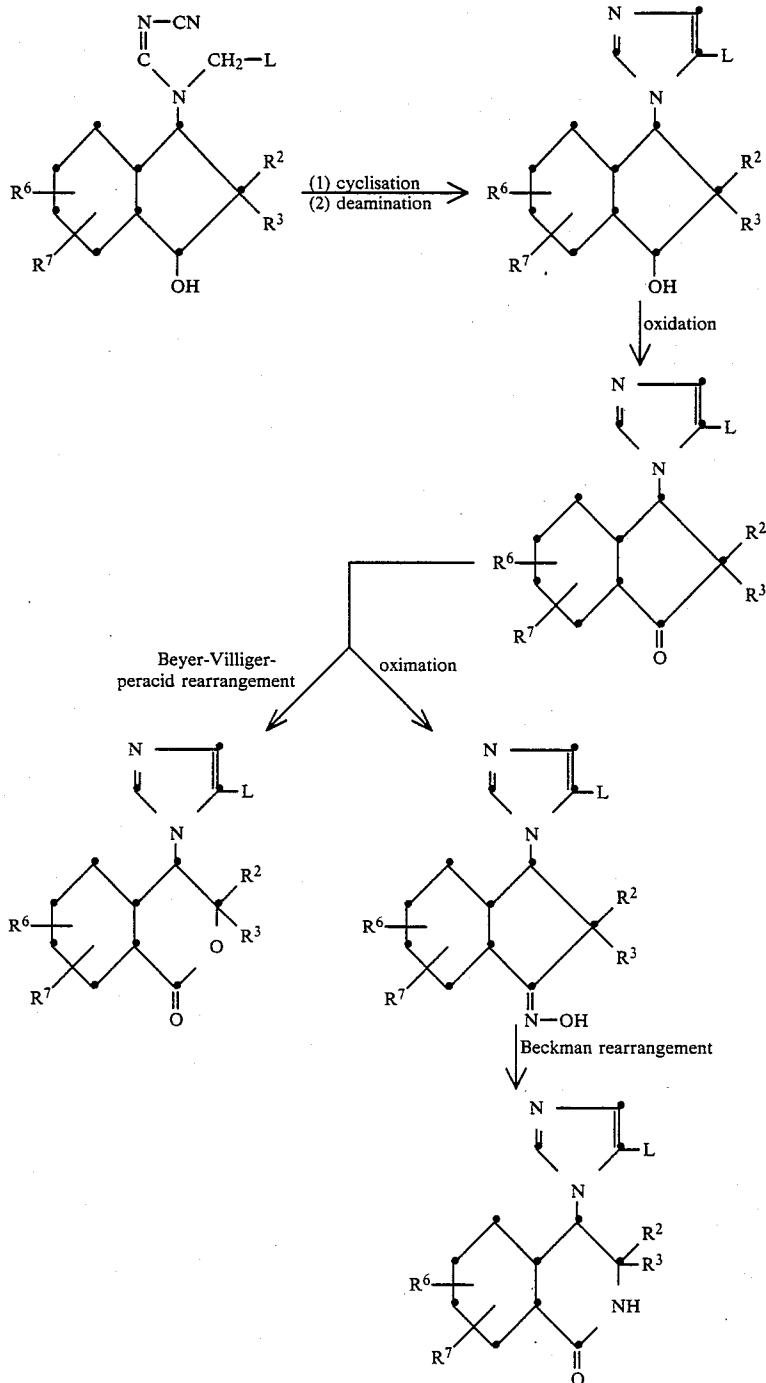 N—CN
C CH₂—L
N
R²
R³
R⁶
R⁷
OH
(1) cyclisation
(2) deamination
N
L
N
R²
R³
R⁶
R⁷
OH
oxidation
N
L
N
R²
R³
R⁶
R⁷
O
Beyer-Villiger-
peracid rearrangement
oximation
N
L
N
R²
R³
O
R⁶
R⁷
O
N
L
N
R²
R³
R⁶
R⁷
N—OH
Beckman rearrangement
N
L
N
R²
R³
R⁶
NH
R⁷
O